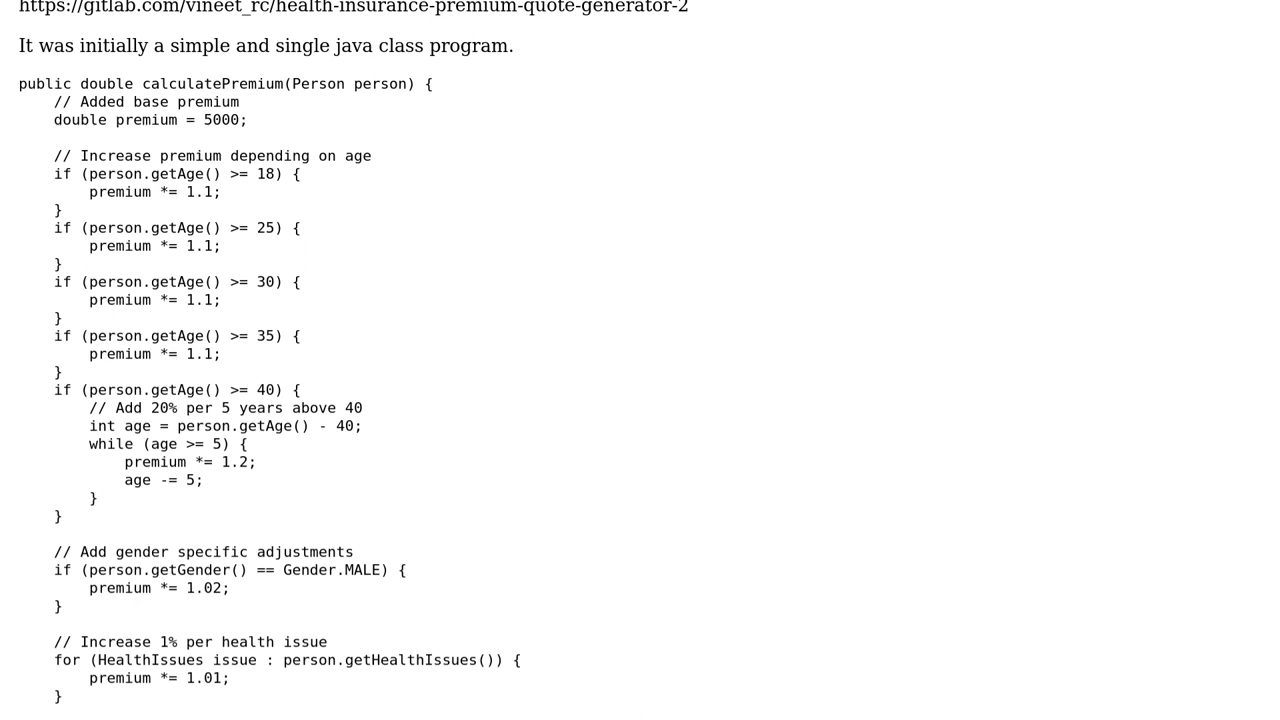 https://gitlab.com/vineet_rc/health-insurance-premium-quote-generator-2
It was initially a simple and single java class program.
public double calculatePremium(Person person) {
    // Added base premium
    double premium = 5000;

    // Increase premium depending on age
    if (person.getAge() >= 18) {
        premium *= 1.1;
    }
    if (person.getAge() >= 25) {
        premium *= 1.1;
    }
    if (person.getAge() >= 30) {
        premium *= 1.1;
    }
    if (person.getAge() >= 35) {
        premium *= 1.1;
    }
    if (person.getAge() >= 40) {
        // Add 20% per 5 years above 40
        int age = person.getAge() - 40;
        while (age >= 5) {
            premium *= 1.2;
            age -= 5;
        }
    }

    // Add gender specific adjustments
    if (person.getGender() == Gender.MALE) {
        premium *= 1.02;
    }

    // Increase 1% per health issue
    for (HealthIssues issue : person.getHealthIssues()) {
        premium *= 1.01;
    }